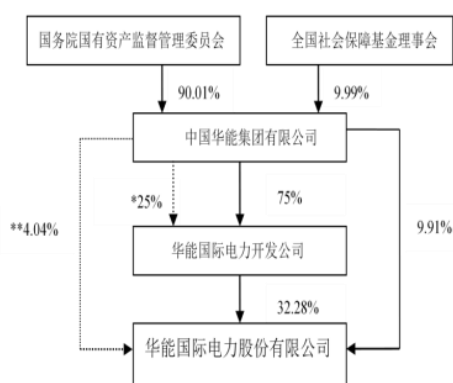 国务院国有资产监督管理委员会
全国社会保障基金理事会
90.01%
9.99%
中国华能集团有限公司
*25%
75%
**4.04%
9.91%
华能国际电力开发公司
32.28%
华能国际电力股份有限公司